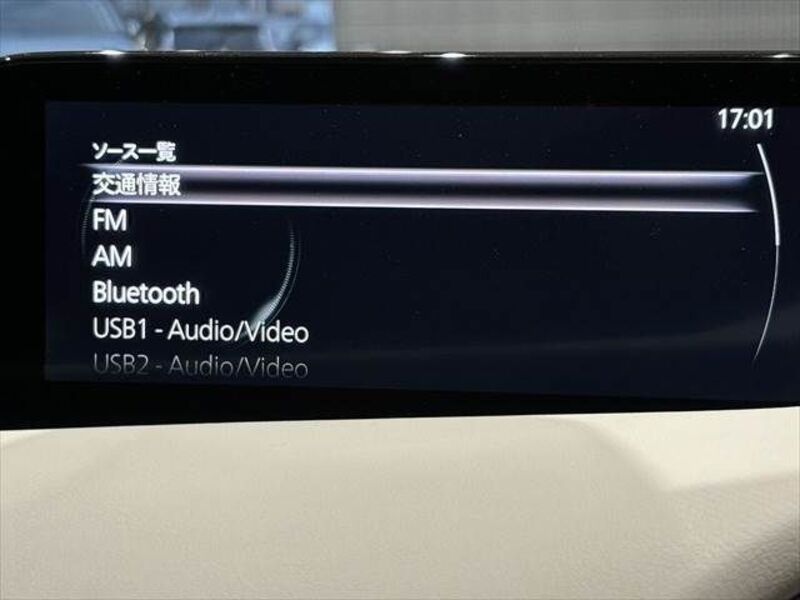 17:01
ソース一覧
交通情報
FM
AM
Bluetooth
USB1 - Audio/Video
USB2 - Audio/Video